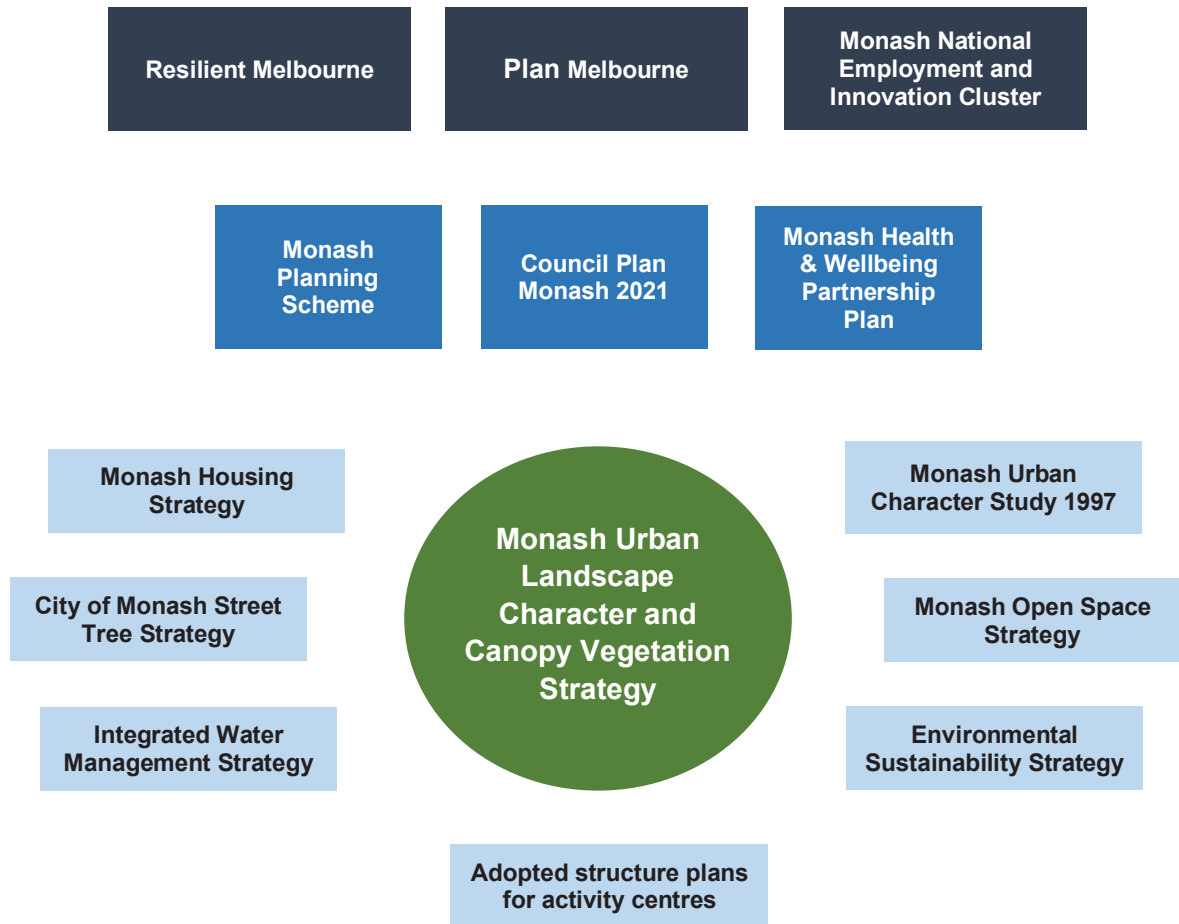 Resilient Melbourne
Plan Melbourne
Monash National
Employment and
Innovation Cluster
Monash
Planning
Scheme
Council Plan
Monash 2021
Monash Health
& Wellbeing
Partnership
Plan
Monash Housing
Strategy
City of Monash Street
Tree Strategy
Integrated Water
Management Strategy
Monash Urban
Landscape
Character and
Canopy Vegetation
Strategy
Monash Urban
Character Study 1997
Monash Open Space
Strategy
Environmental
Sustainability Strategy
Adopted structure plans
for activity centres